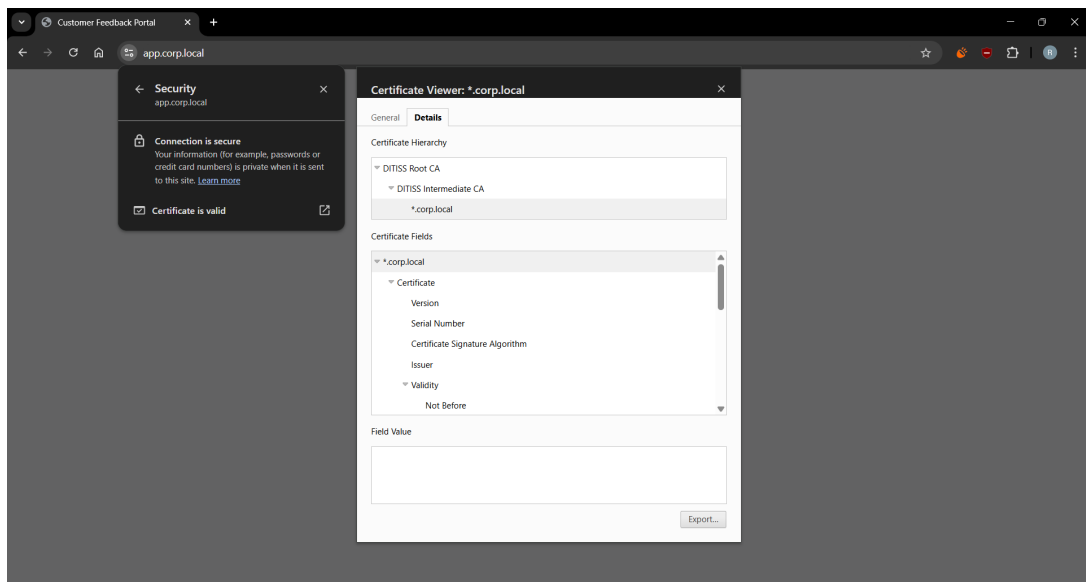 Customer Feedback Portal
app.corp.local
R
Security
app.corp.local
Connection is secure
Your information (for example, passwords or
credit card numbers) is private when it is sent
to this site. Learn more
Certificate is valid
Certificate Viewer: *.corp.local
General Details
Certificate Hierarchy
DITISS Root CA
DITISS Intermediate CA
*.corp.local
Certificate Fields
*.corp.local
Certificate
Version
Serial Number
Certificate Signature Algorithm
Issuer
Validity
Not Before
Field Value
Export...